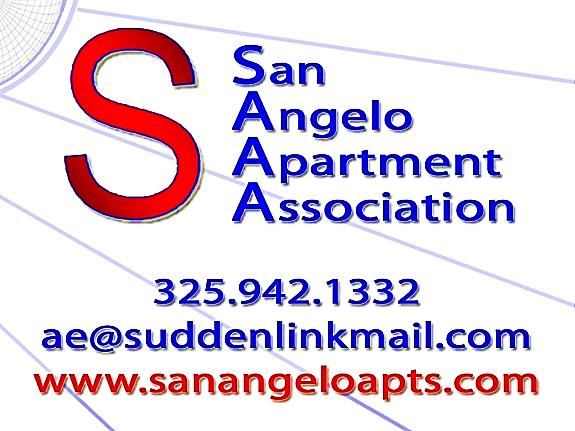 S
San
Angelo
Apartment
Association
325.942.1332
ae@suddenlinkmail.com
www.sanangeloapts.com